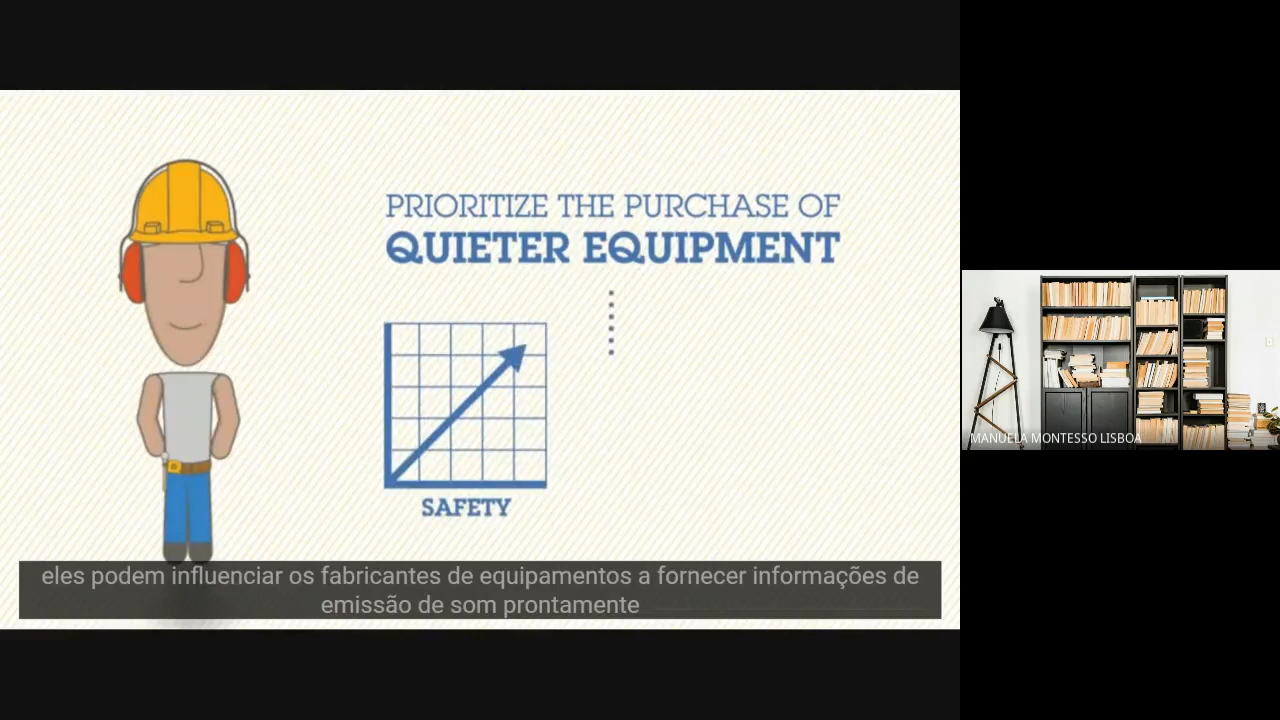 PRIORITIZE THE PURCHASE OF
QUIETER EQUIPMENT
SAFETY
eles podem influenciar os fabricantes de equipamentos a fornecer informações de
emissão de som prontamente
MANUELA MONTESSO LISBOA